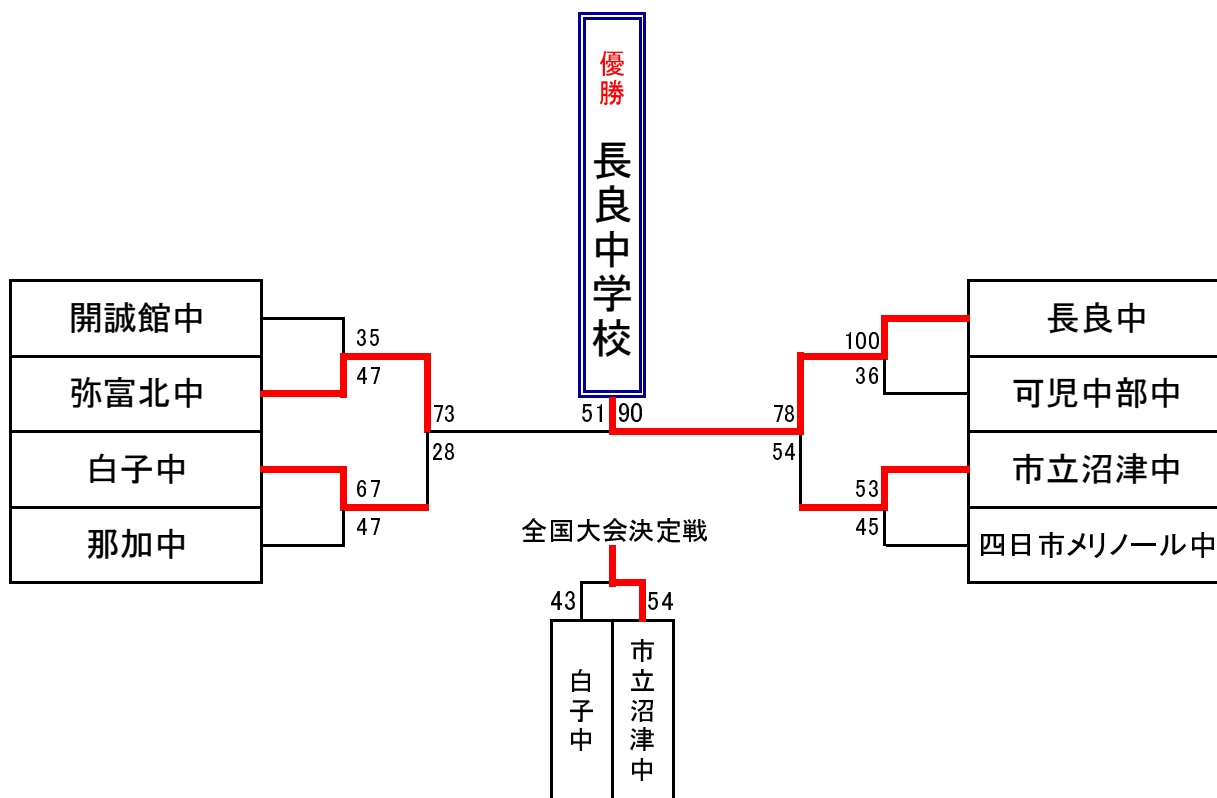 優勝 長良中学校
開誠館中
弥富北中
白子中
那加中
35
47
67
47
73
28
51 90
78
54
100
36
53
45
長良中
可児中部中
市立沼津中
四日市メリノール中
全国大会決定戦
43 54
白子中
市立沼津中